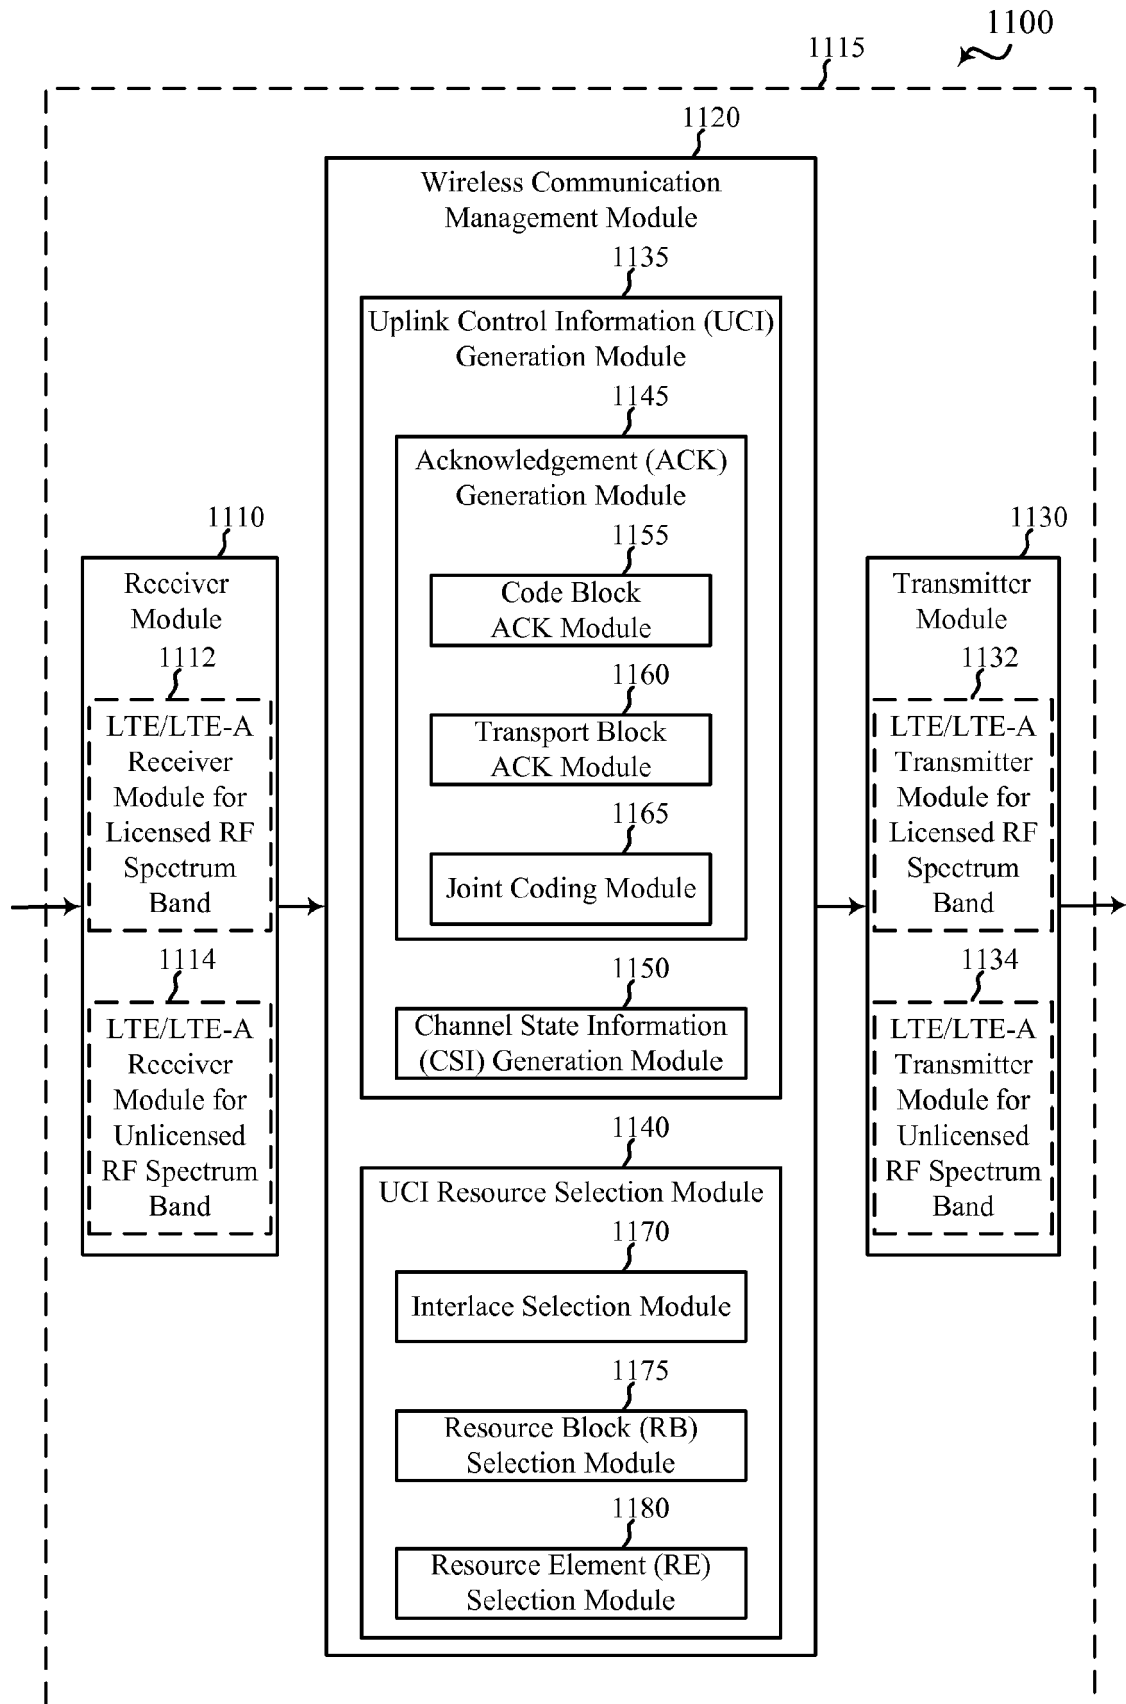 1100
1115
1120
Wireless Communication
Management Module
1135
Uplink Control Information (UCI)
Generation Module
1145
Acknowledgement (ACK)
Generation Module
1155
Code Block
ACK Module
1160
Transport Block
ACK Module
1165
Joint Coding Module
1150
Channel State Information
(CSI) Generation Module
1140
UCI Resource Selection Module
1170
Interlace Selection Module
1175
Resource Block (RB)
Selection Module
1180
Resource Element (RE)
Selection Module
1110
Receiver
Module
1112
LTE/LTE-A
Receiver
Module for
Licensed RF
Spectrum
Band
1114
LTE/LTE-A
Receiver
Module for
Unlicensed
RF Spectrum
Band
1130
Transmitter
Module
1132
LTE/LTE-A
Transmitter
Module for
Licensed RF
Spectrum
Band
1134
LTE/LTE-A
Transmitter
Module for
Unlicensed
RF Spectrum
Band